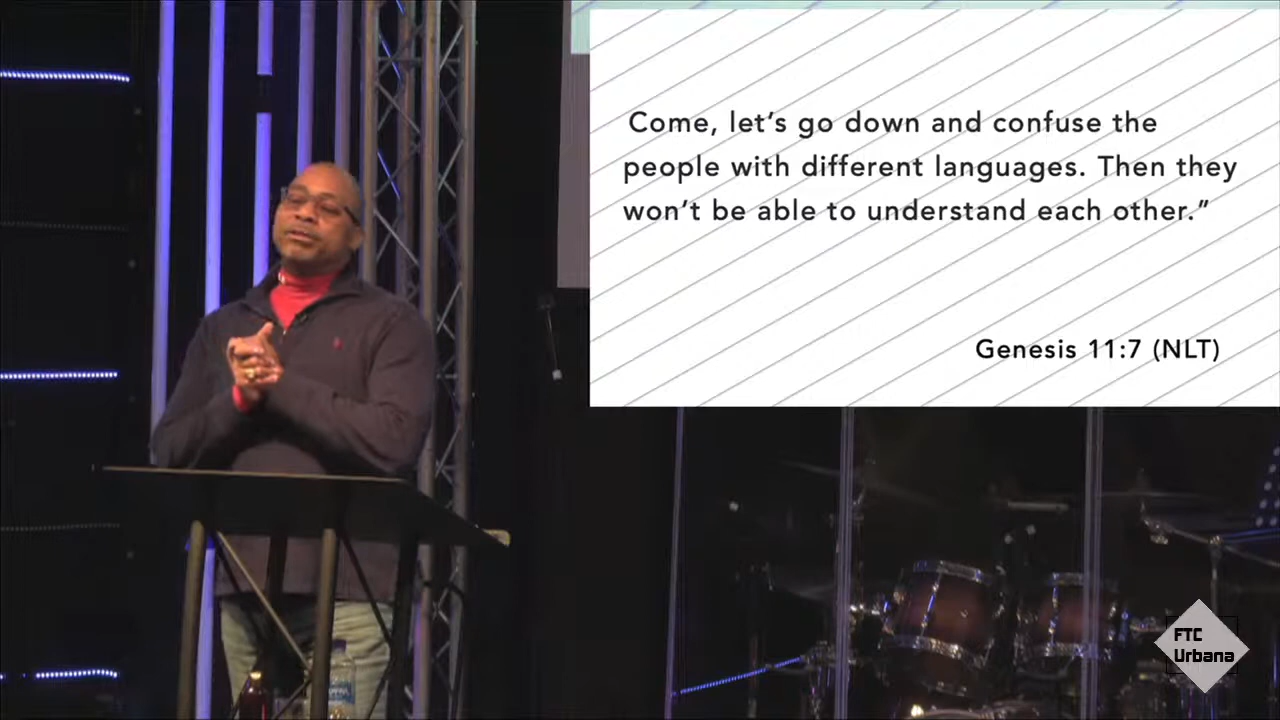 Come, let's go down and confuse the
people with different languages. Then they
won't be able to understand each other.”
Genesis 11:7 (NLT)
FTC
Urbana